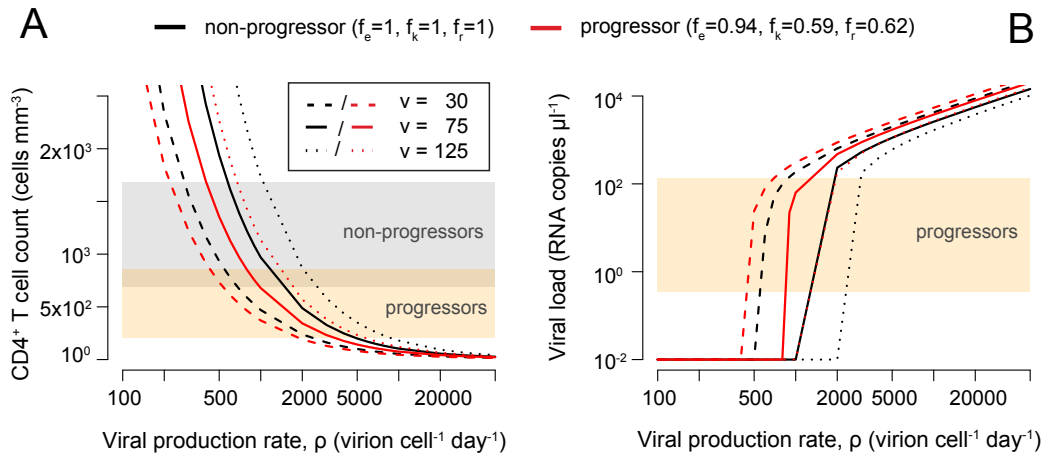 A
non-progressor (fₑ=1, fₖ=1, fᵣ=1)
progressor (fₑ=0.94, fₖ=0.59, fᵣ=0.62)
B
CD4⁺ T cell count (cells mm⁻³)
2x10³
10³
5x10²
10⁰
/ v = 30
/ v = 75
/ v = 125
non-progressors
progressors
100 500 2000 5000 20000
Viral production rate, ρ (virion cell⁻¹ day⁻¹)
Viral load (RNA copies µl⁻¹)
10⁴
10²
10⁰
10⁻²
progressors
100 500 2000 5000 20000
Viral production rate, ρ (virion cell⁻¹ day⁻¹)